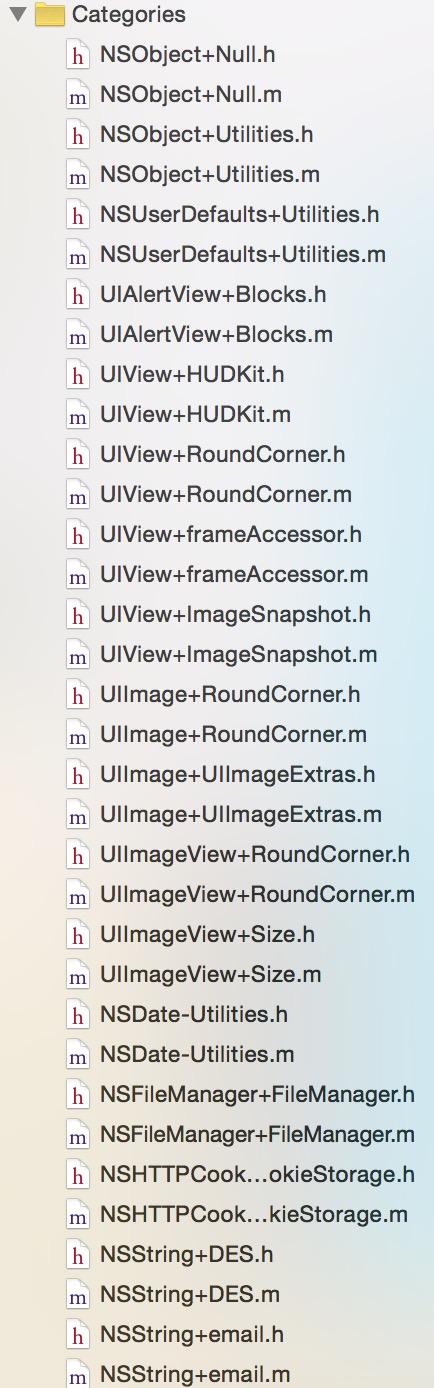 Categories
h NSObject+Null.h
m NSObject+Null.m
h NSObject+Utilities.h
m NSObject+Utilities.m
h NSUserDefaults+Utilities.h
m NSUserDefaults+Utilities.m
h UIAlertView+Blocks.h
m UIAlertView+Blocks.m
h UIView+HUDKit.h
m UIView+HUDKit.m
h UIView+RoundCorner.h
m UIView+RoundCorner.m
h UIView+frameAccessor.h
m UIView+frameAccessor.m
h UIView+ImageSnapshot.h
m UIView+ImageSnapshot.m
h UIImage+RoundCorner.h
m UIImage+RoundCorner.m
h UIImage+UIImageExtras.h
m UIImage+UIImageExtras.m
h UIImageView+RoundCorner.h
m UIImageView+RoundCorner.m
h UIImageView+Size.h
m UIImageView+Size.m
h NSDate-Utilities.h
m NSDate-Utilities.m
h NSFileManager+FileManager.h
m NSFileManager+FileManager.m
h NSHTTPCook...okieStorage.h
m NSHTTPCook...kieStorage.m
h NSString+DES.h
m NSString+DES.m
h NSString+email.h
m NSString+email.m